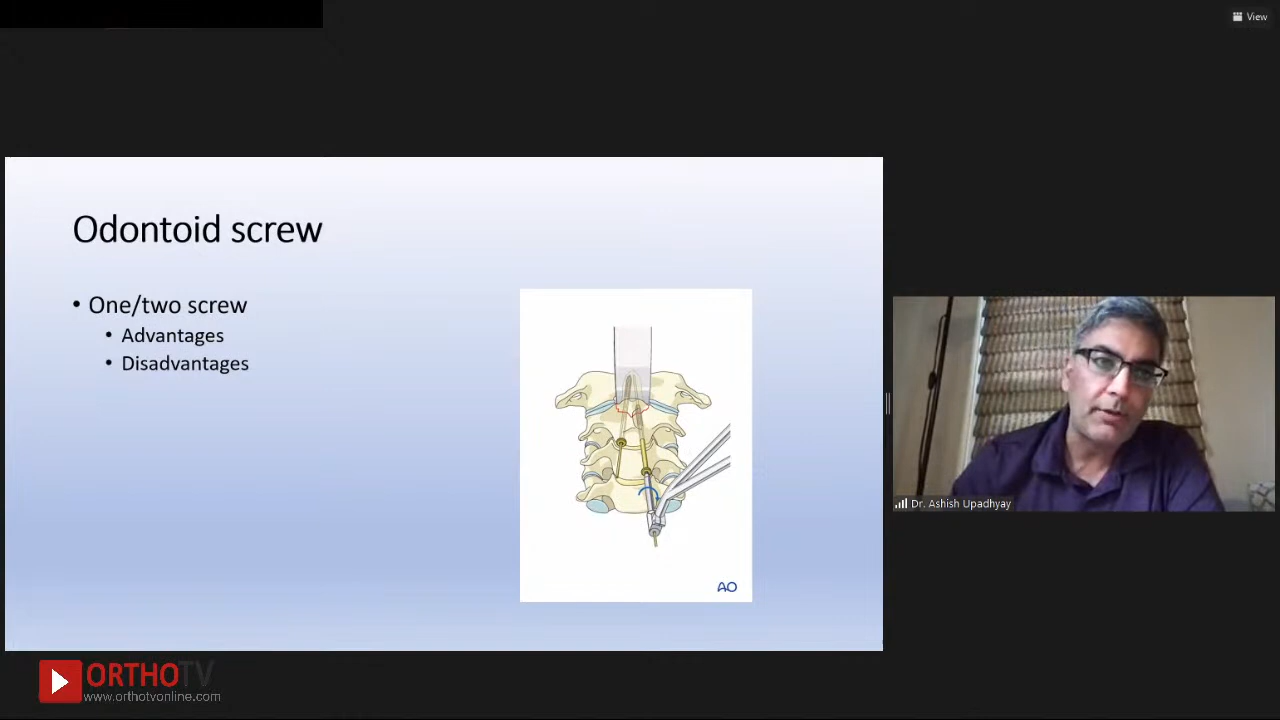 View
Odontoid screw
• One/two screw
• Advantages
• Disadvantages
AO
Dr. Ashish Upadhyay
ORTHOTV
www.orthotvonline.com